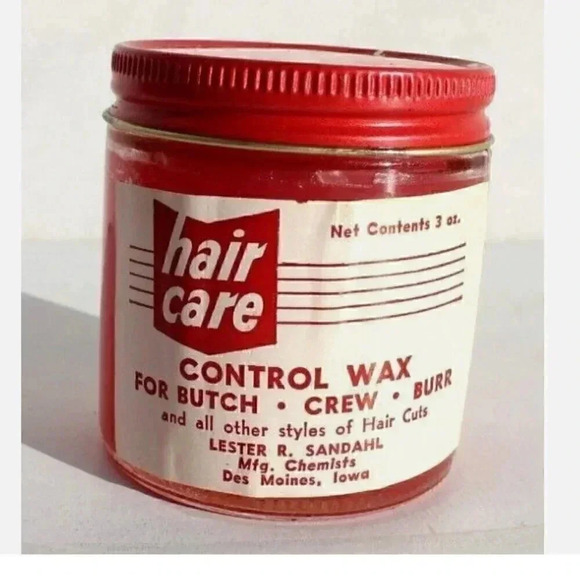 hair
care
Net Contents 3 oz.
CONTROL WAX
FOR BUTCH • CREW • BURR
and all other styles of Hair Cuts
LESTER R. SANDAHL
Mfg. Chemists
Des Moines, Iowa